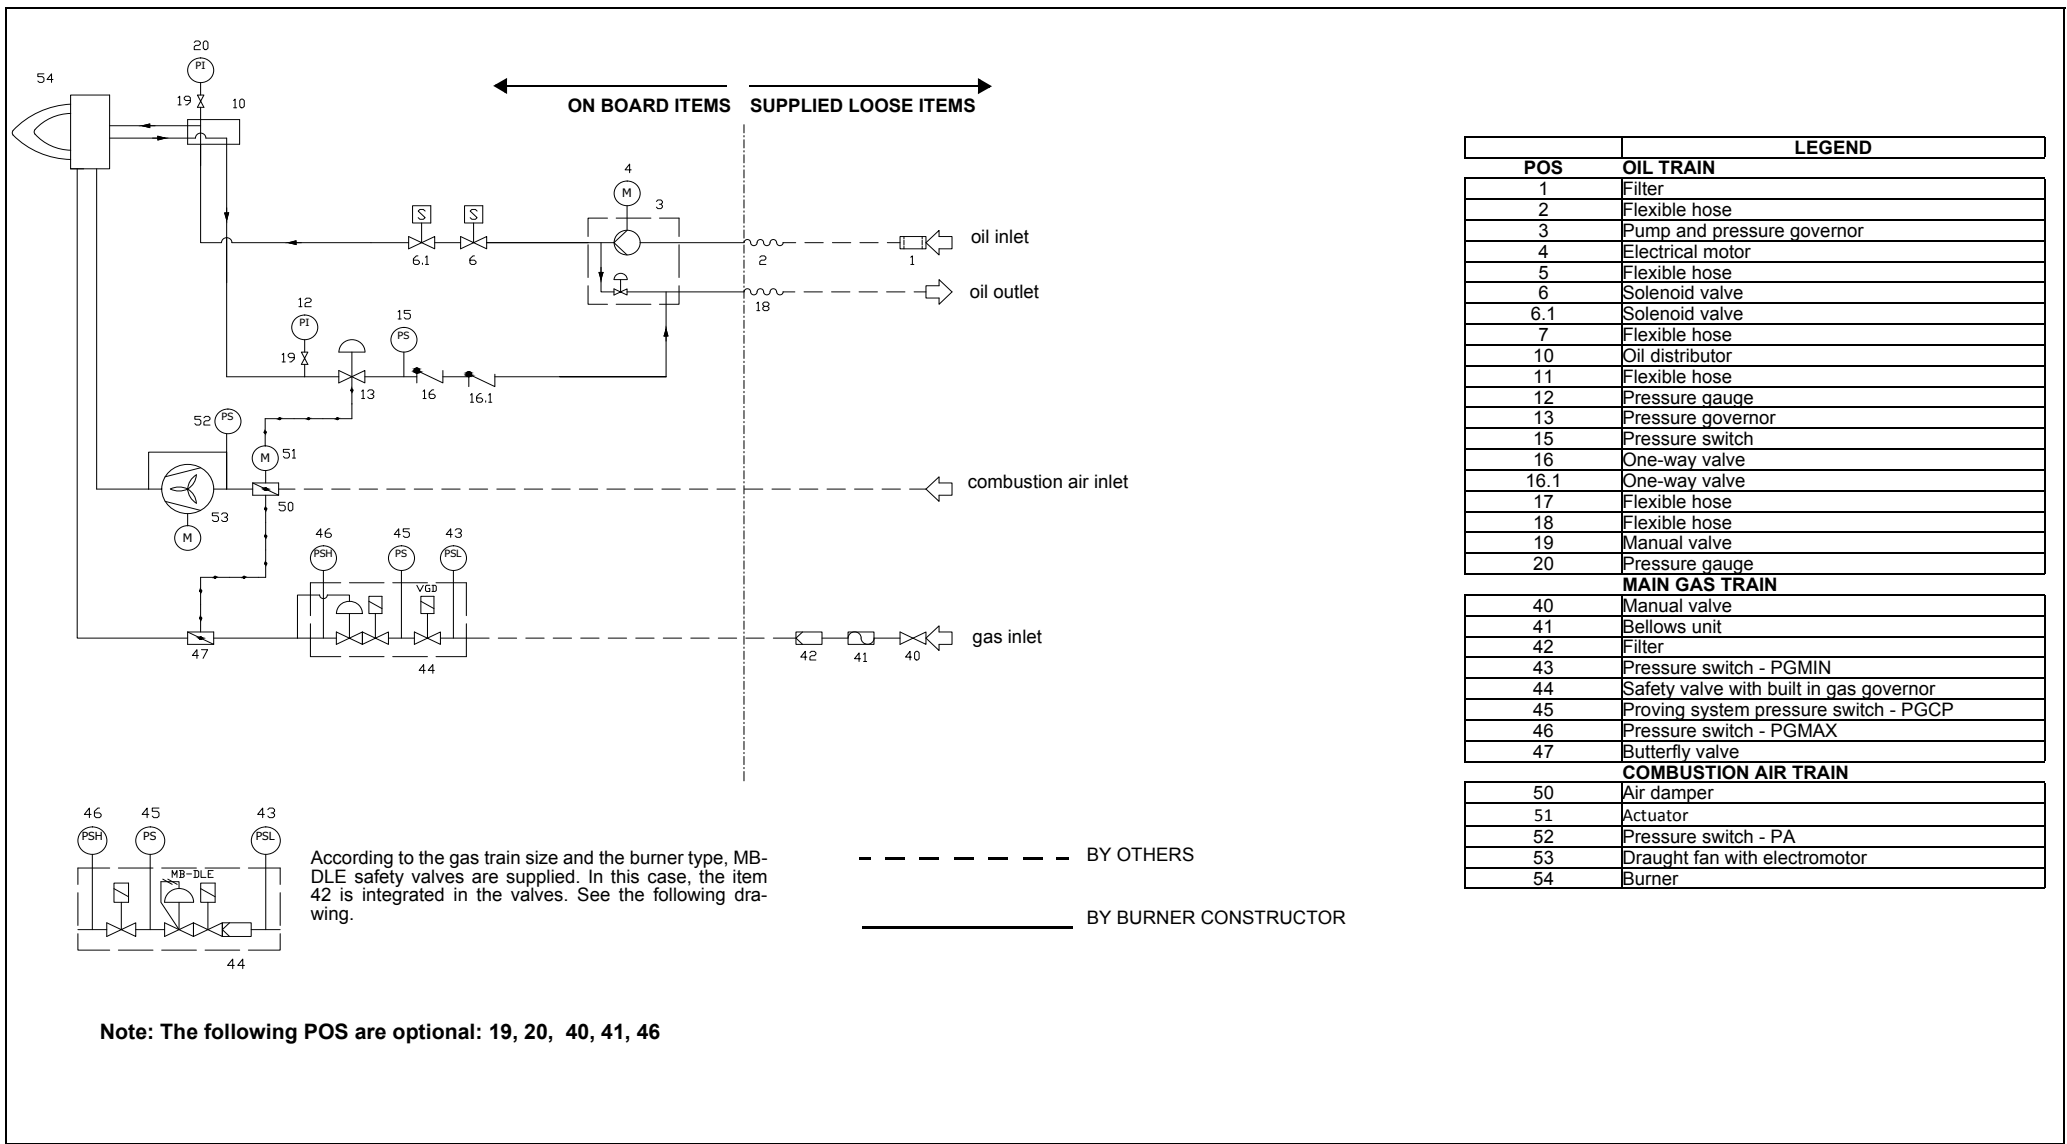 20
PI
54
19
10
ON BOARD ITEMS
SUPPLIED LOOSE ITEMS
4
M
3
S
S
6.1
6
2
1
oil inlet
18
oil outlet
12
PI
19
15
PS
13
16
16.1
52
PS
M
51
53
50
M
combustion air inlet
46
45
43
PSH
PS
PSL
VGD
47
44
42
41
40
gas inlet
46
45
43
PSH
PS
PSL
MB-DLE
44
According to the gas train size and the burner type, MB-
DLE safety valves are supplied. In this case, the item
42 is integrated in the valves. See the following dra-
wing.
BY OTHERS
BY BURNER CONSTRUCTOR
Note: The following POS are optional: 19, 20, 40, 41, 46
LEGEND
POS OIL TRAIN
1 Filter
2 Flexible hose
3 Pump and pressure governor
4 Electrical motor
5 Flexible hose
6 Solenoid valve
6.1 Solenoid valve
7 Flexible hose
10 Oil distributor
11 Flexible hose
12 Pressure gauge
13 Pressure governor
15 Pressure switch
16 One-way valve
16.1 One-way valve
17 Flexible hose
18 Flexible hose
19 Manual valve
20 Pressure gauge
MAIN GAS TRAIN
40 Manual valve
41 Bellows unit
42 Filter
43 Pressure switch - PGMIN
44 Safety valve with built in gas governor
45 Proving system pressure switch - PGCP
46 Pressure switch - PGMAX
47 Butterfly valve
COMBUSTION AIR TRAIN
50 Air damper
51 Actuator
52 Pressure switch - PA
53 Draught fan with electromotor
54 Burner